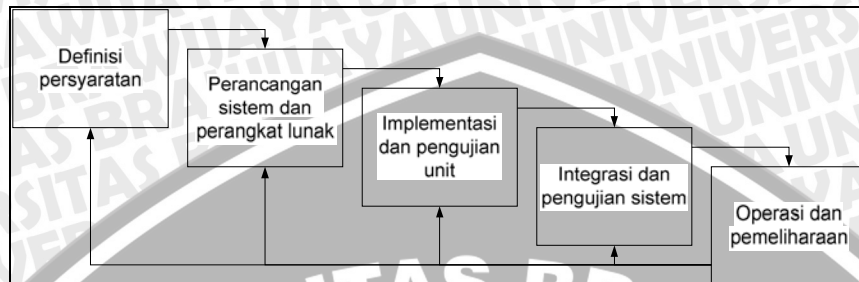 Definisi
persyaratan
Perancangan
sistem dan
perangkat lunak
Implementasi
dan pengujian
unit
Integrasi dan
pengujian sistem
Operasi dan
pemeliharaan